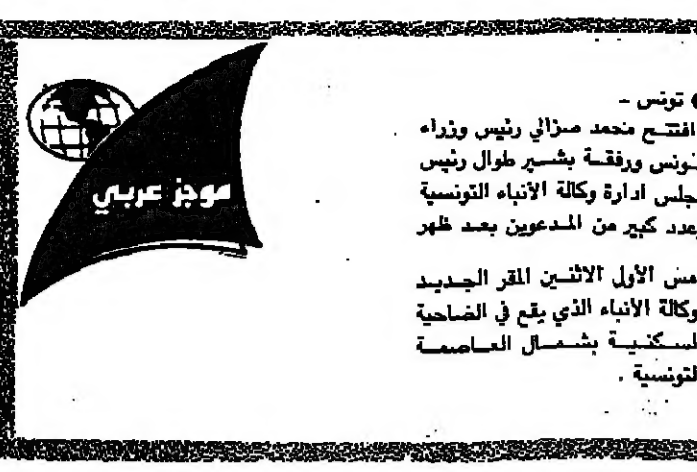 موجز عربي
تونس -
افتتح محمد مزالي رئيس وزراء
تونس ورفقة بشير طوال رئيس
مجلس ادارة وكالة الأنباء التونسية
وعدد كبير من المدعوين بعد ظهر
أمس الأول الاثنين المقر الجديد
لوكالة الأنباء الذي يقع في الضاحية
السكنية بشمال العاصمة
التونسية .